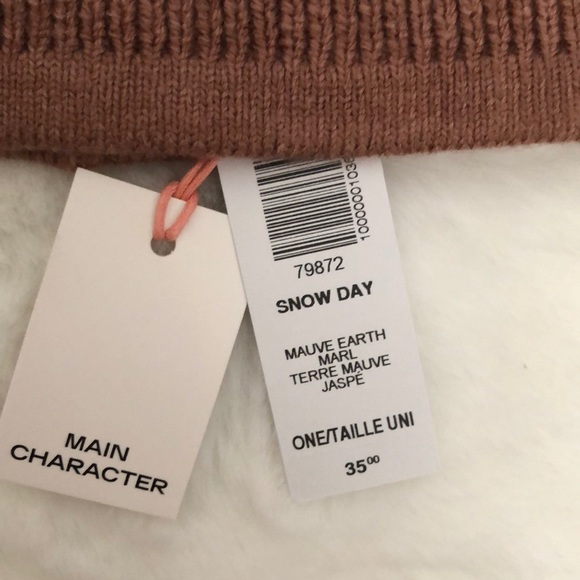 MAIN
CHARACTER
79872
SNOW DAY
MAUVE EARTH
MARL
TERRE MAUVE
JASPÉ
ONE/TAILLE UNI
35⁰⁰